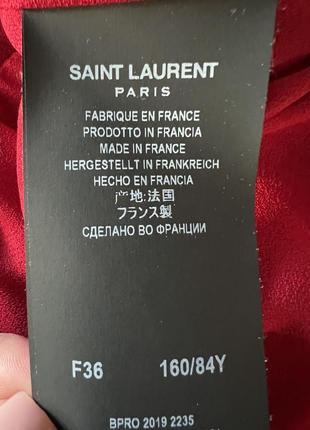 SAINT LAURENT
PARIS
FABRIQUE EN FRANCE
PRODOTTO IN FRANCIA
MADE IN FRANCE
HERGESTELLT IN FRANKREICH
HECHO EN FRANCIA
产地:法国
フランス製
СДЕЛАНО ВО ФРАНЦИИ
F36 160/84Y
BPRO 2019 2235